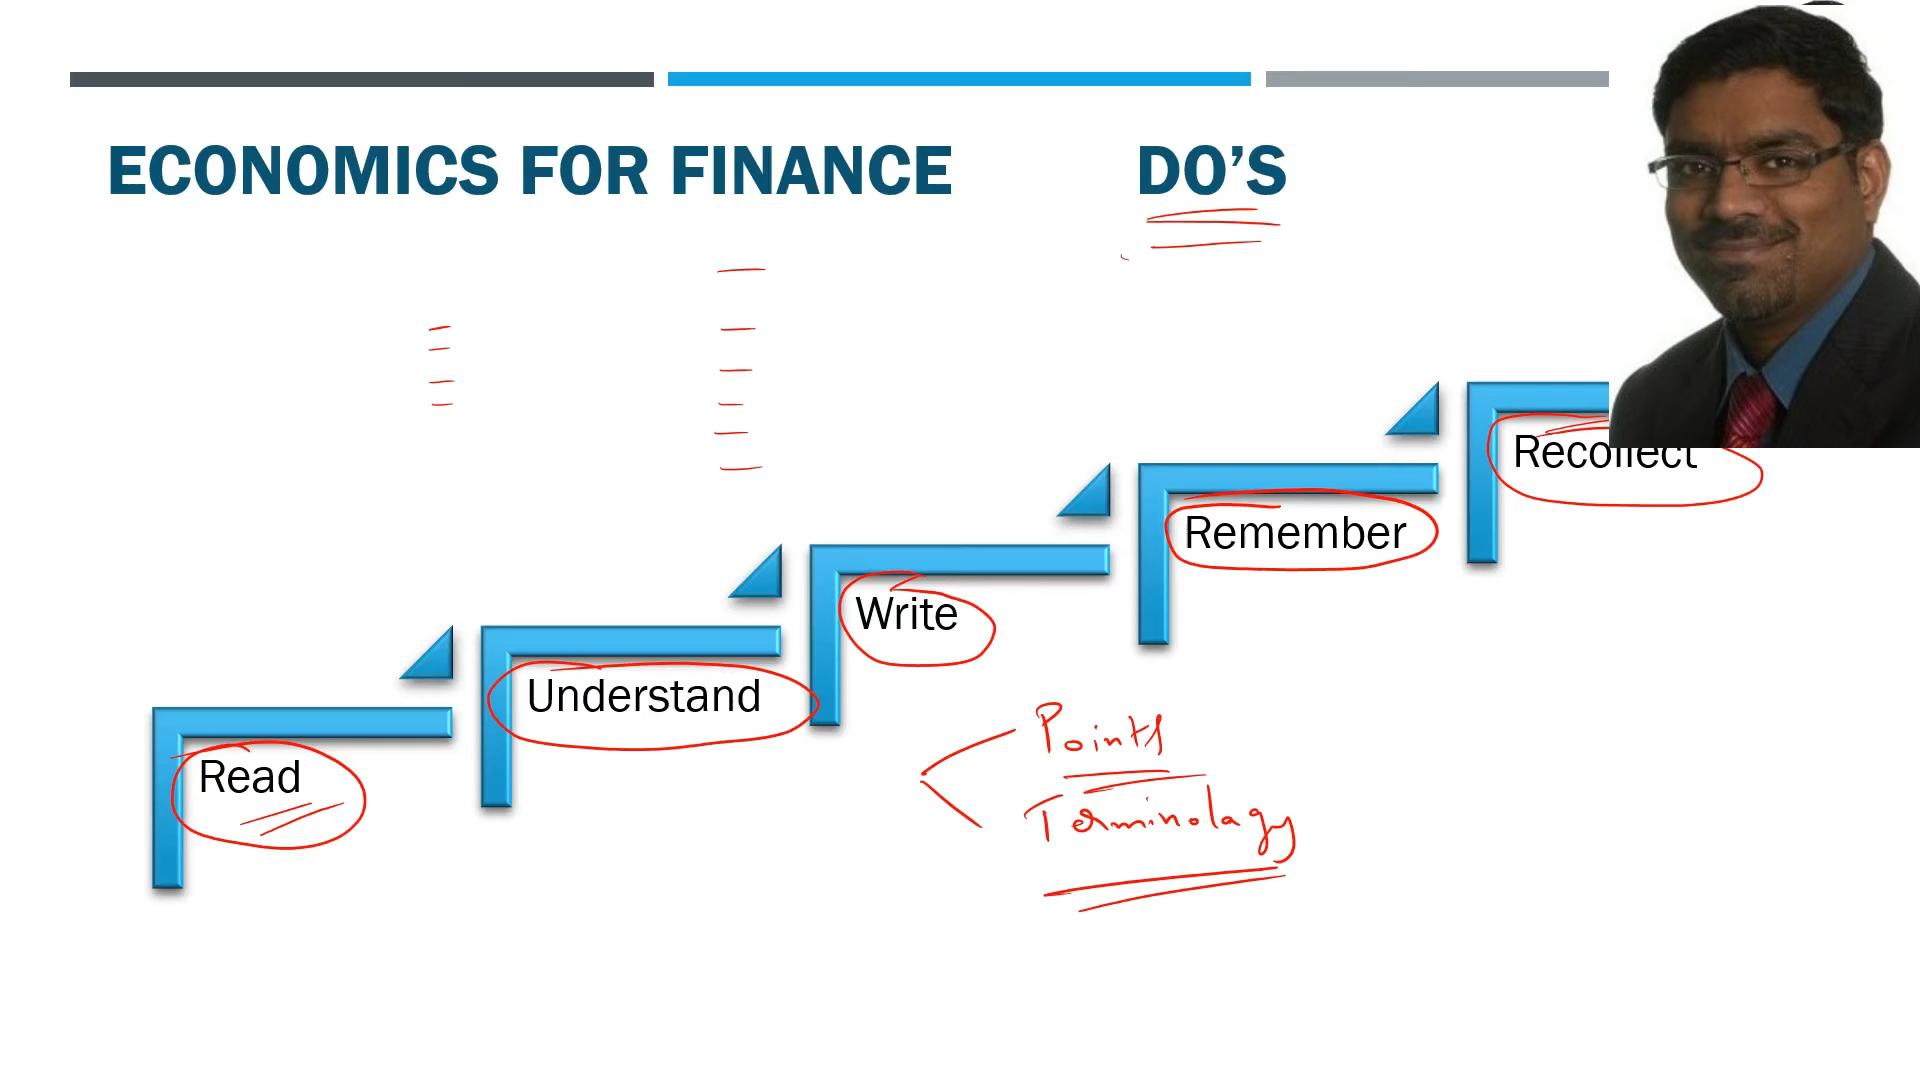 ECONOMICS FOR FINANCE DO'S
Recollect
Remember
Write
Understand
Read
Points
Terminology